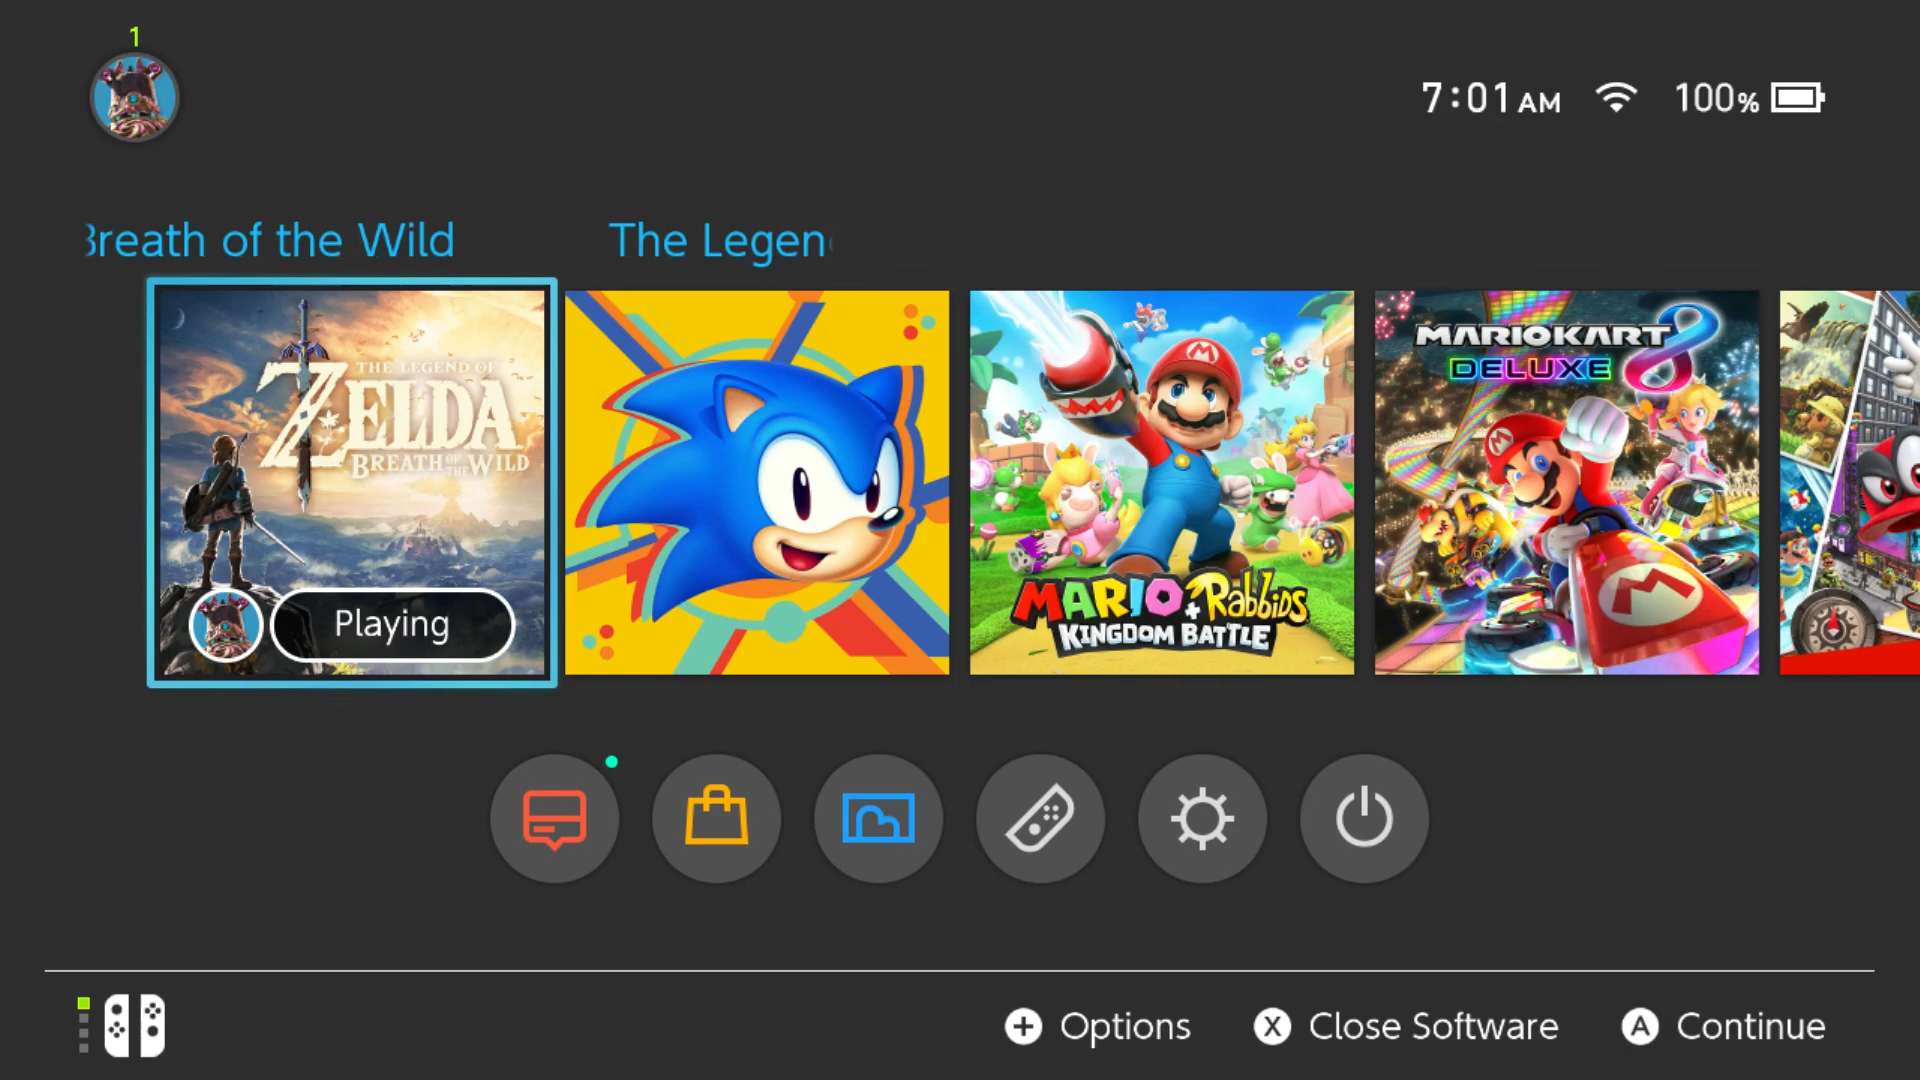 1
7:01 AM 100%
Breath of the Wild The Legen
THE LEGEND OF
ZELDA
BREATH OF THE WILD
Playing
MARIO + Rabbids
KINGDOM BATTLE
MARIOKART 8
DELUXE
+ Options X Close Software A Continue